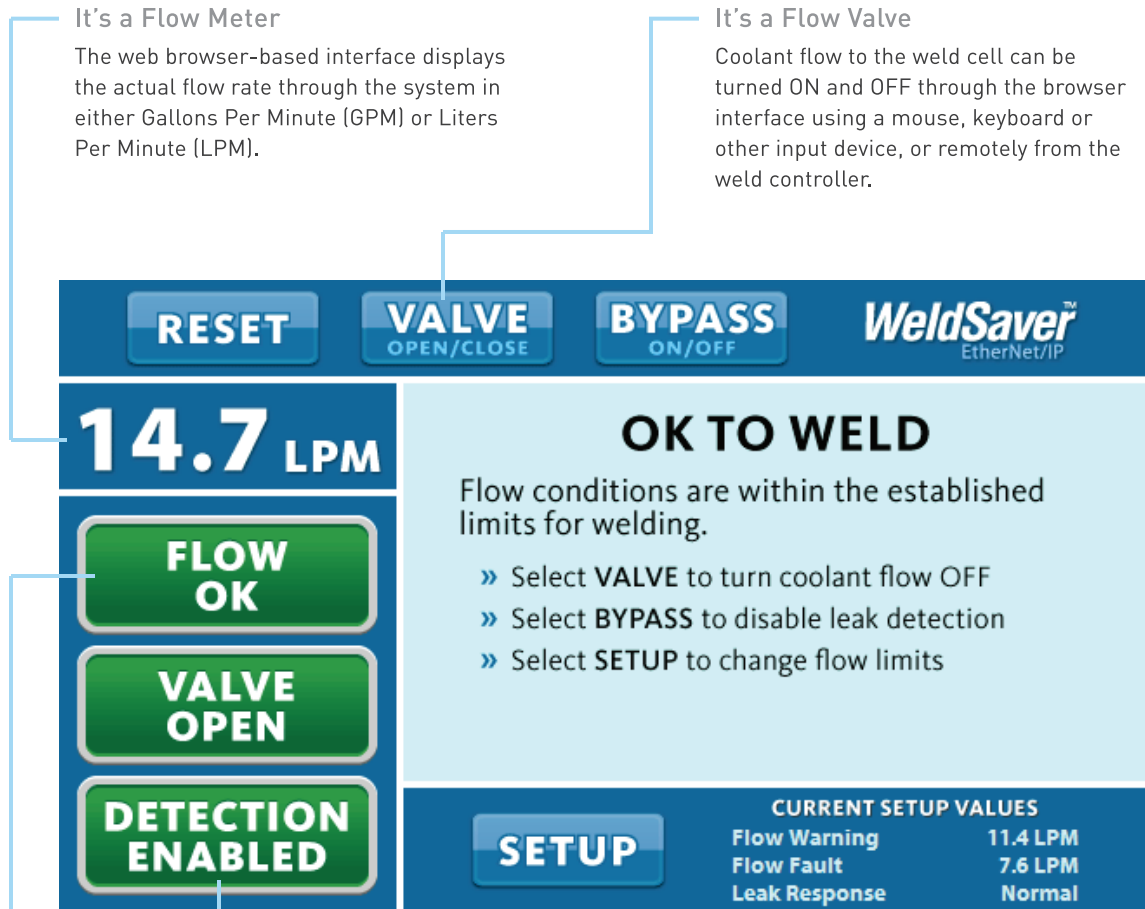 It's a Flow Meter
The web browser-based interface displays
the actual flow rate through the system in
either Gallons Per Minute (GPM) or Liters
Per Minute (LPM).
It's a Flow Valve
Coolant flow to the weld cell can be
turned ON and OFF through the browser
interface using a mouse, keyboard or
other input device, or remotely from the
weld controller.
RESET
VALVE
OPEN/CLOSE
BYPASS
ON/OFF
WeldSaver™
EtherNet/IP
14.7 LPM
FLOW
OK
VALVE
OPEN
DETECTION
ENABLED
OK TO WELD
Flow conditions are within the established
limits for welding.
» Select VALVE to turn coolant flow OFF
» Select BYPASS to disable leak detection
» Select SETUP to change flow limits
SETUP
CURRENT SETUP VALUES
Flow Warning 11.4 LPM
Flow Fault 7.6 LPM
Leak Response Normal